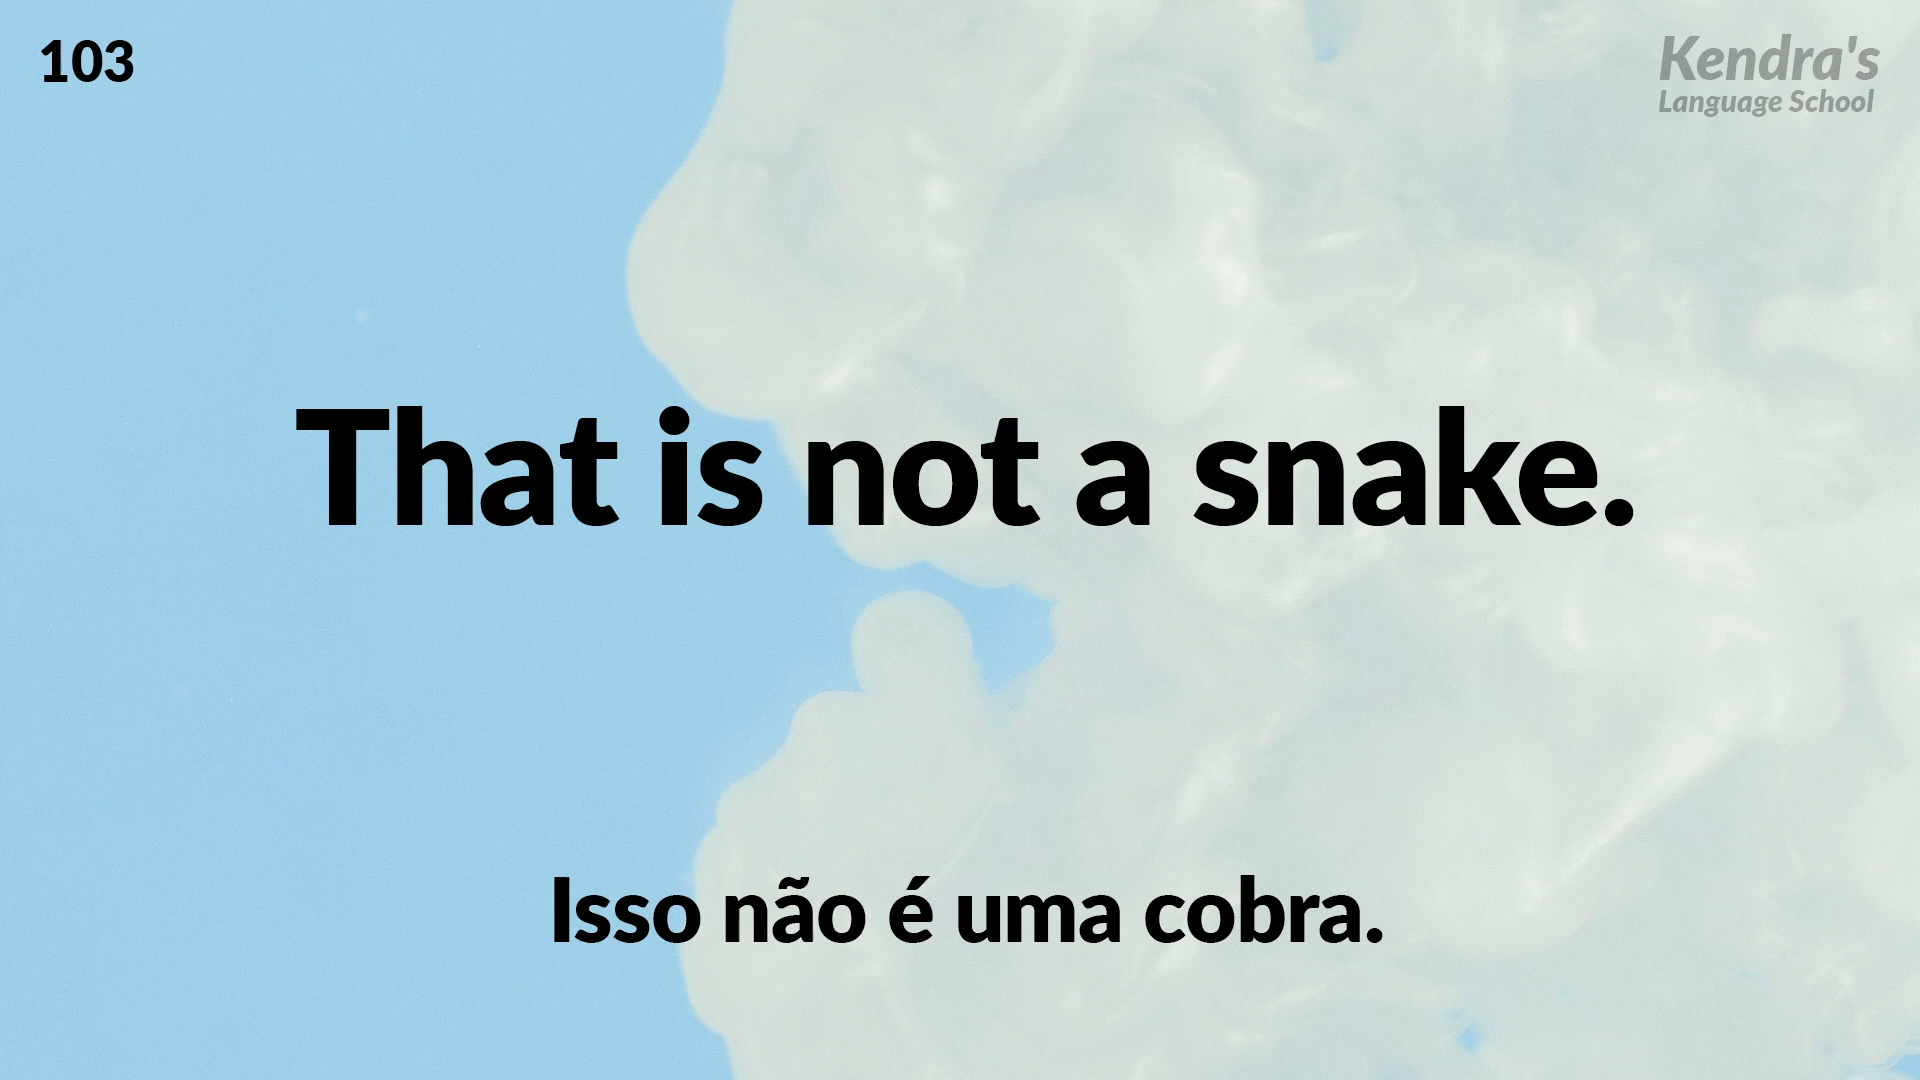 103
Kendra's
Language School
That is not a snake.
Isso não é uma cobra.